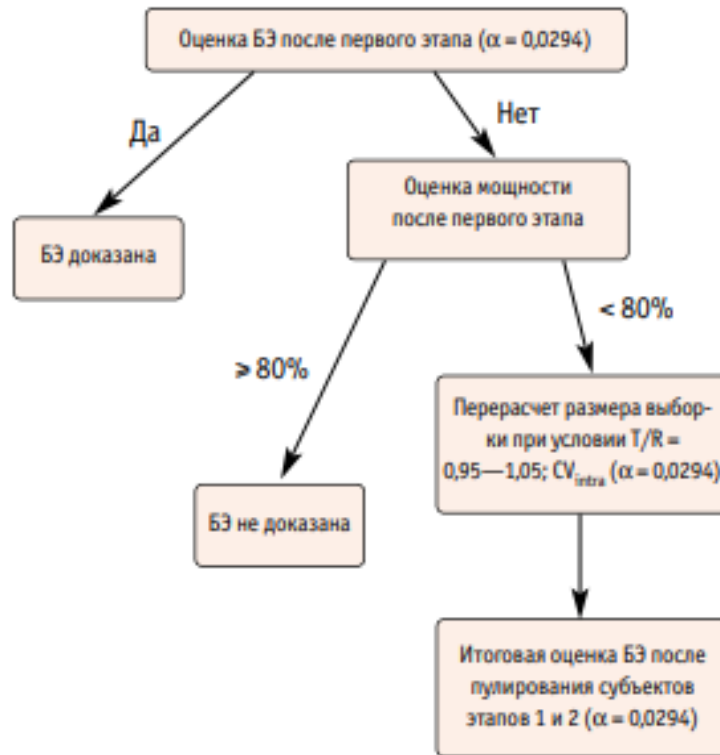 Оценка БЭ после первого этапа (α = 0,0294)
Да
Нет
Оценка мощности
после первого этапа
БЭ доказана
< 80%
⩾ 80%
Перерасчет размера выбор-
ки при условии T/R =
0,95—1,05; CVintra (α = 0,0294)
БЭ не доказана
Итоговая оценка БЭ после
пулирования субъектов
этапов 1 и 2 (α = 0,0294)